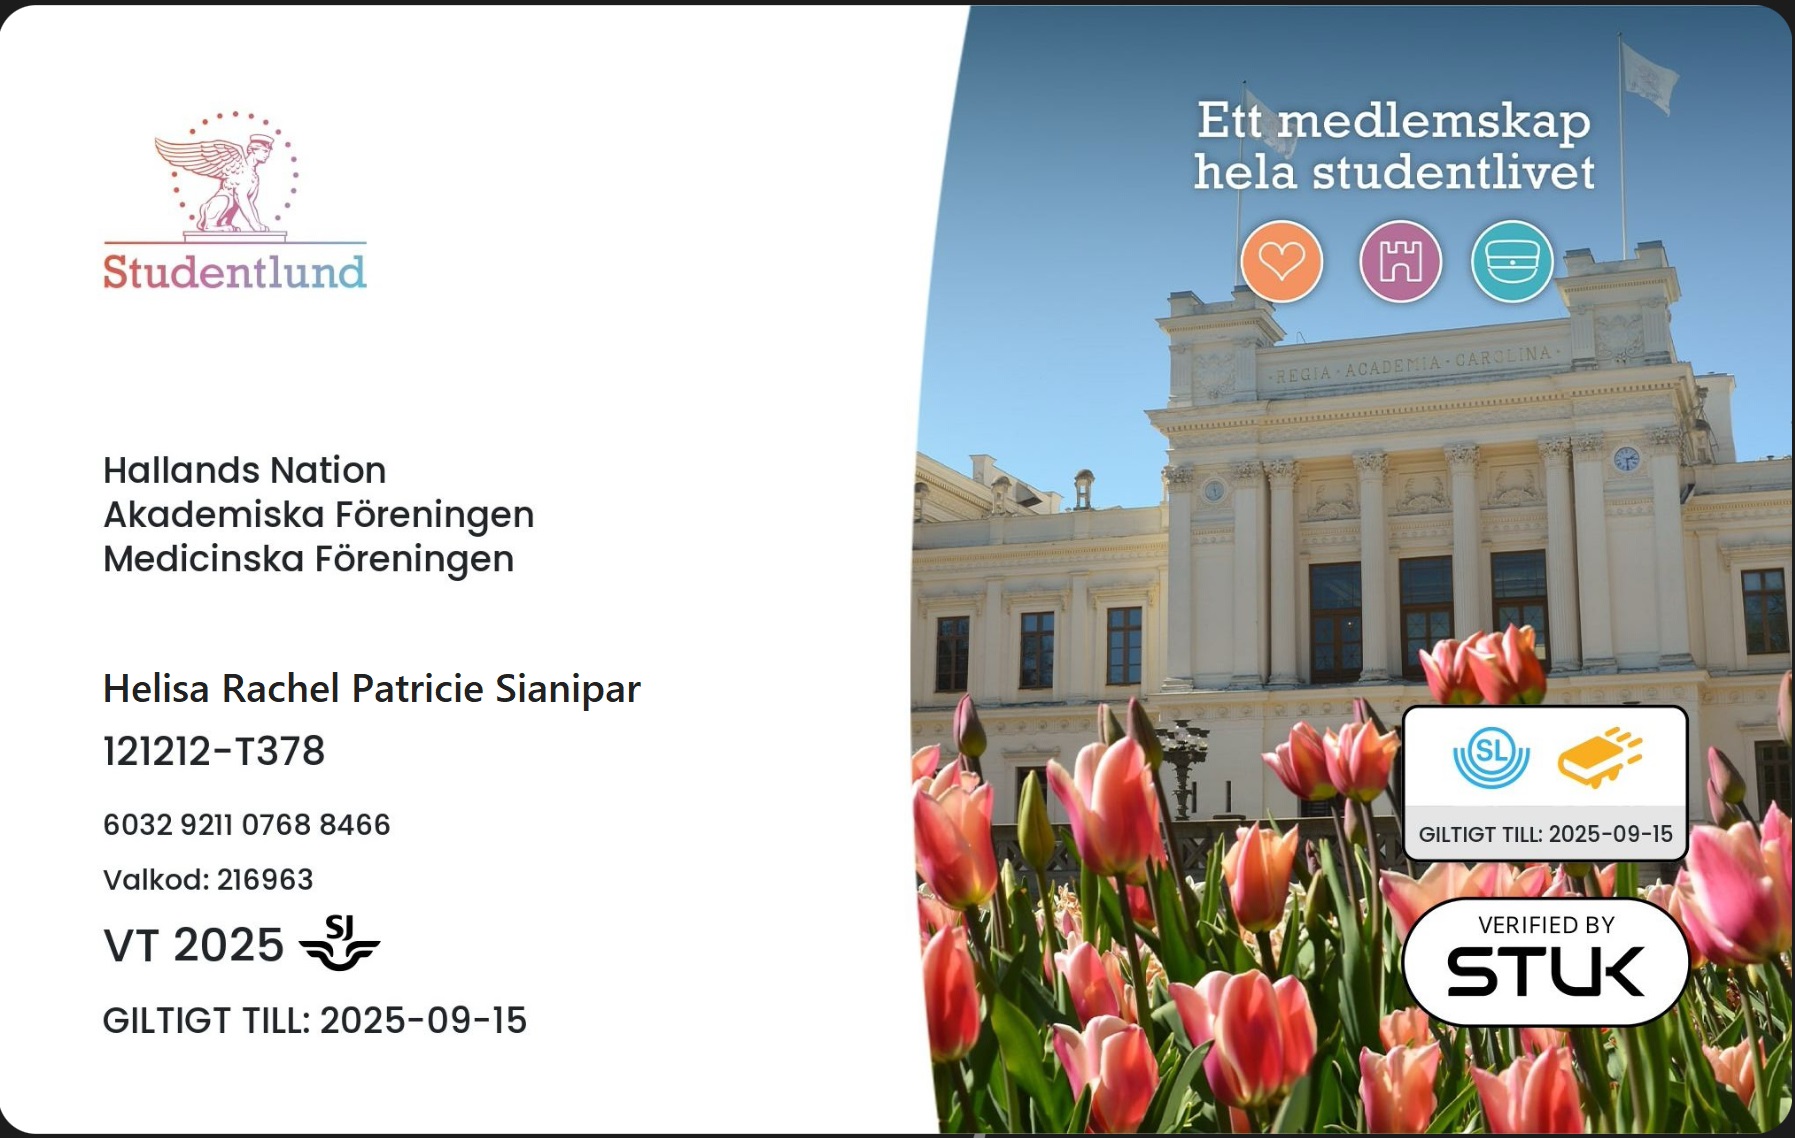 Studentlund
Hallands Nation
Akademiska Föreningen
Medicinska Föreningen
Helisa Rachel Patricie Sianipar
121212-T378
6032 9211 0768 8466
Valkod: 216963
VT 2025 SJ
GILTIGT TILL: 2025-09-15
Ett medlemskap
hela studentlivet
·REGIA·ACADEMIA·CAROLINA·
SL
GILTIGT TILL: 2025-09-15
VERIFIED BY
STUK